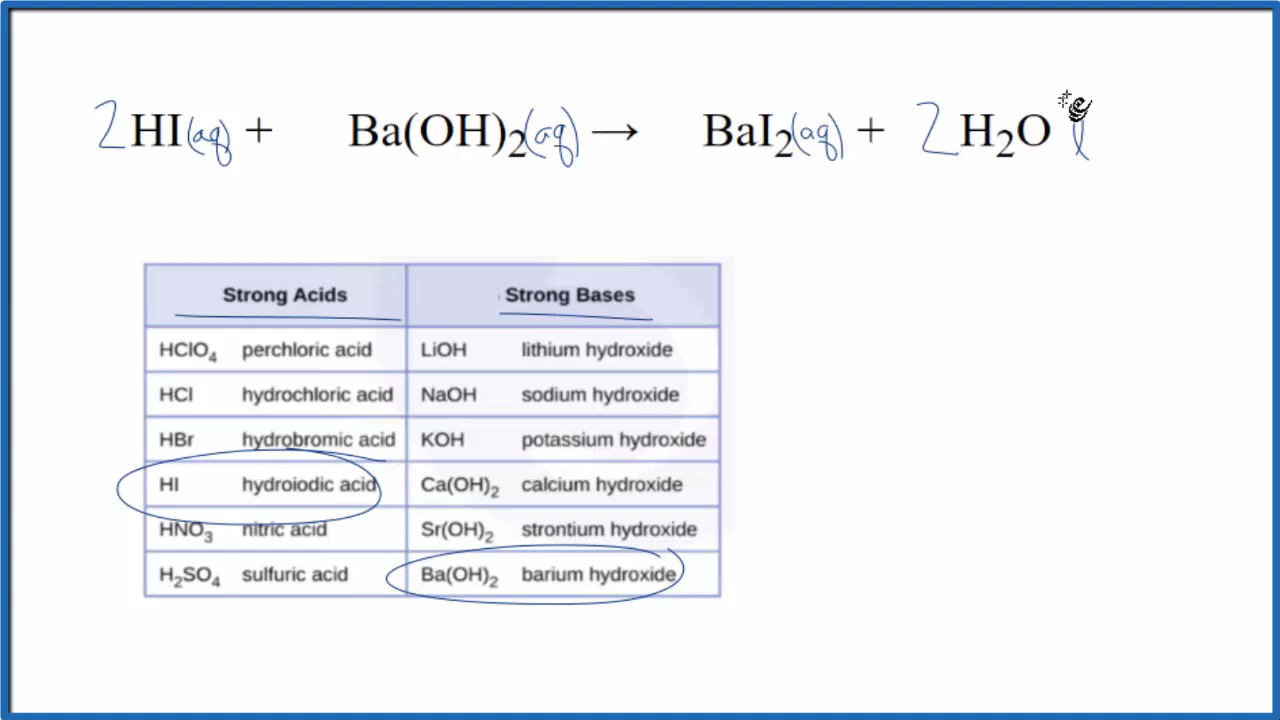 2HI(aq) + Ba(OH)₂(aq) → BaI₂(aq) + 2H₂O l
Strong Acids Strong Bases
HClO₄ perchloric acid LiOH lithium hydroxide
HCl hydrochloric acid NaOH sodium hydroxide
HBr hydrobromic acid KOH potassium hydroxide
HI hydroiodic acid Ca(OH)₂ calcium hydroxide
HNO₃ nitric acid Sr(OH)₂ strontium hydroxide
H₂SO₄ sulfuric acid Ba(OH)₂ barium hydroxide